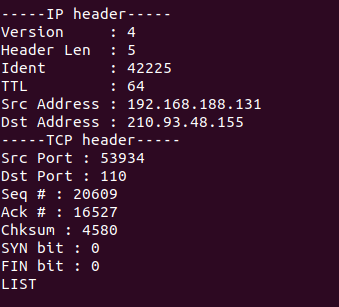 -----IP header-----
Version     : 4
Header Len  : 5
Ident       : 42225
TTL         : 64
Src Address : 192.168.188.131
Dst Address : 210.93.48.155
-----TCP header-----
Src Port : 53934
Dst Port : 110
Seq # : 20609
Ack # : 16527
Chksum : 4580
SYN bit : 0
FIN bit : 0
LIST